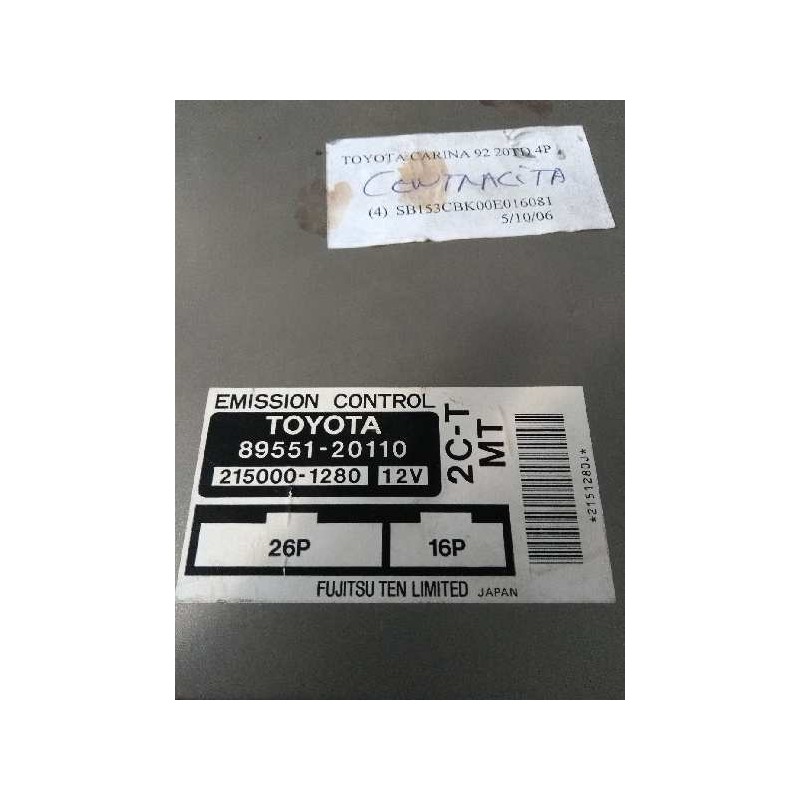 TOYOTA CARINA 92 20TD 4P
CENTRALITA
(4) SB153CBK00E016081
5/10/06
EMISSION CONTROL
TOYOTA
89551-20110
215000-1280 12V
2C-T
MT
26P 16P
*2151280J*
FUJITSU TEN LIMITED JAPAN